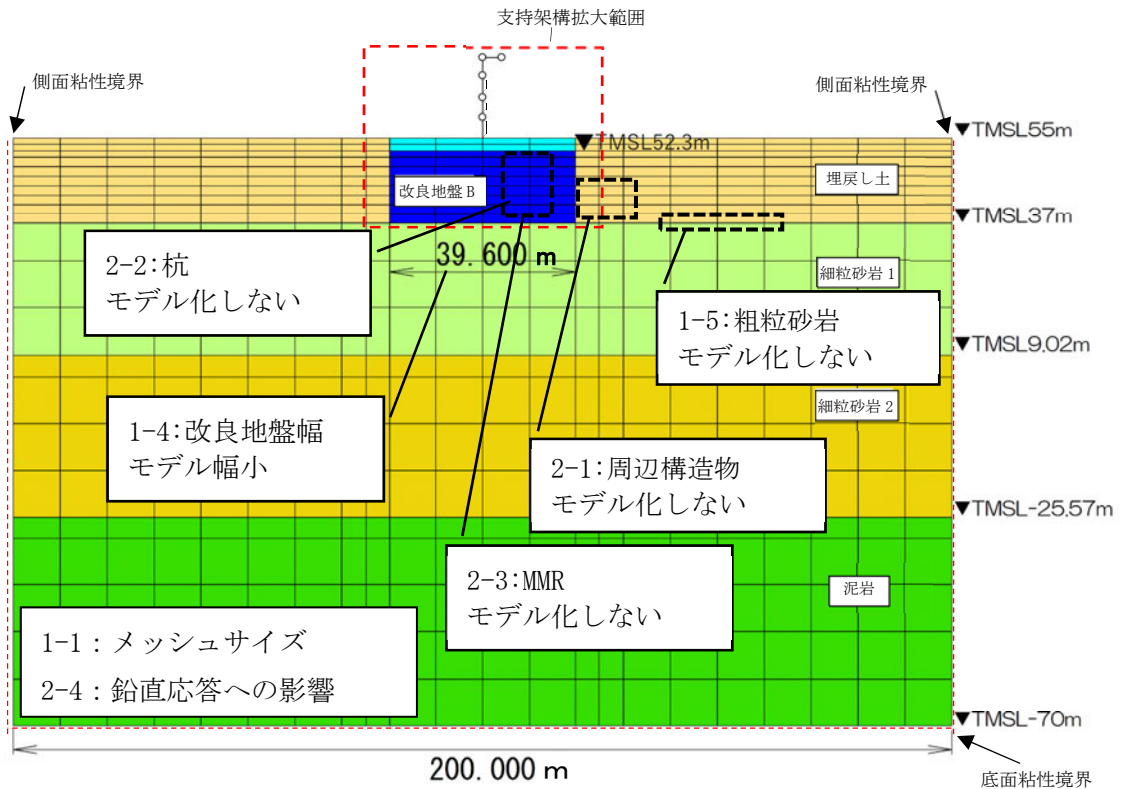 支持架構拡大範囲
側面粘性境界
側面粘性境界
▼TMSL55m
▼TMSL52.3m
改良地盤 B
埋戻し土
▼TMSL37m
39.600 m
2-2:杭
モデル化しない
細粒砂岩 1
1-5:粗粒砂岩
モデル化しない
▼TMSL9.02m
細粒砂岩 2
1-4:改良地盤幅
モデル幅小
2-1:周辺構造物
モデル化しない
▼TMSL-25.57m
2-3:MMR
モデル化しない
泥岩
1-1：メッシュサイズ
2-4：鉛直応答への影響
▼TMSL-70m
200.000 m
底面粘性境界